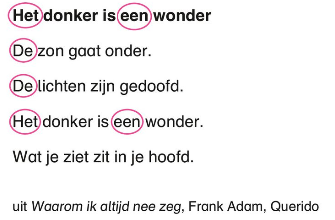 Het donker is een wonder
De zon gaat onder.
De lichten zijn gedoofd.
Het donker is een wonder.
Wat je ziet zit in je hoofd.
uit Waarom ik altijd nee zeg, Frank Adam, Querido